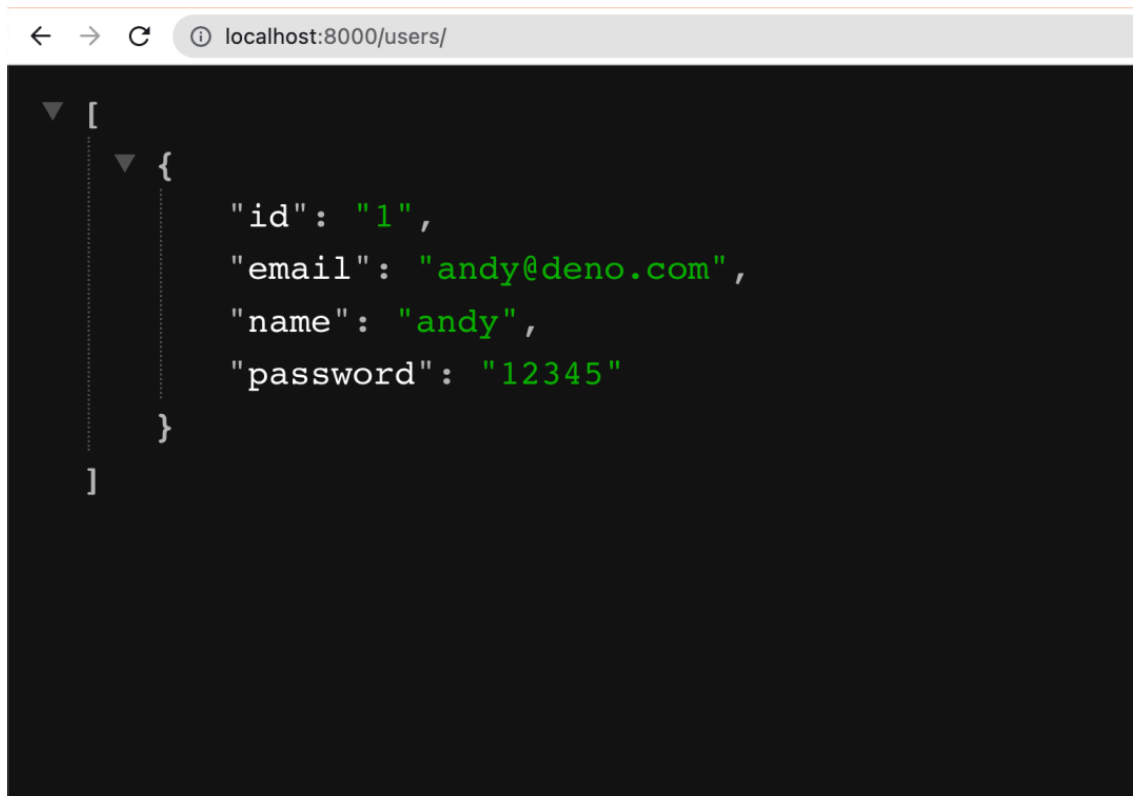 localhost:8000/users/
[
{
"id": "1",
"email": "andy@deno.com",
"name": "andy",
"password": "12345"
}
]